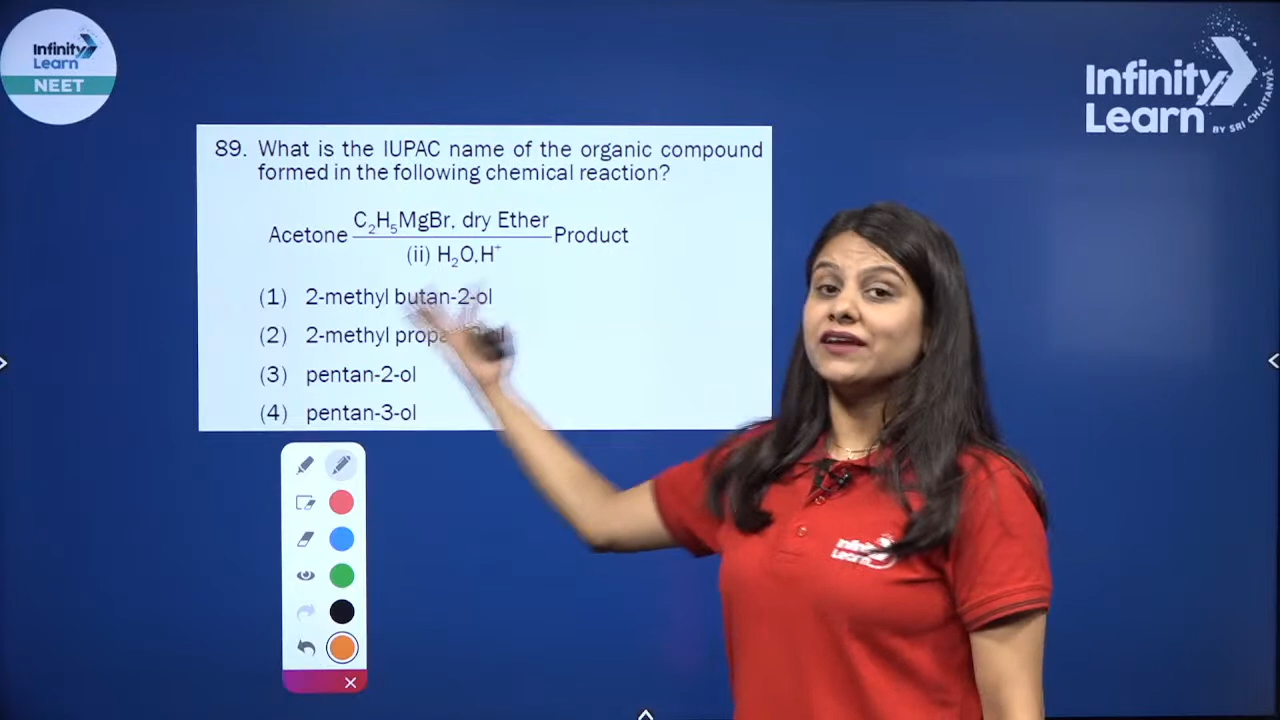 Infinity
Learn
NEET
Infinity
Learn
BY SRI CHAITANYA
89. What is the IUPAC name of the organic compound
formed in the following chemical reaction?
C₂H₅MgBr, dry Ether
Acetone Product
(ii) H₂O,H⁺
(1) 2-methyl butan-2-ol
(2) 2-methyl
(3) pentan-2-ol
(4) pentan-3-ol
Infinity
Learn